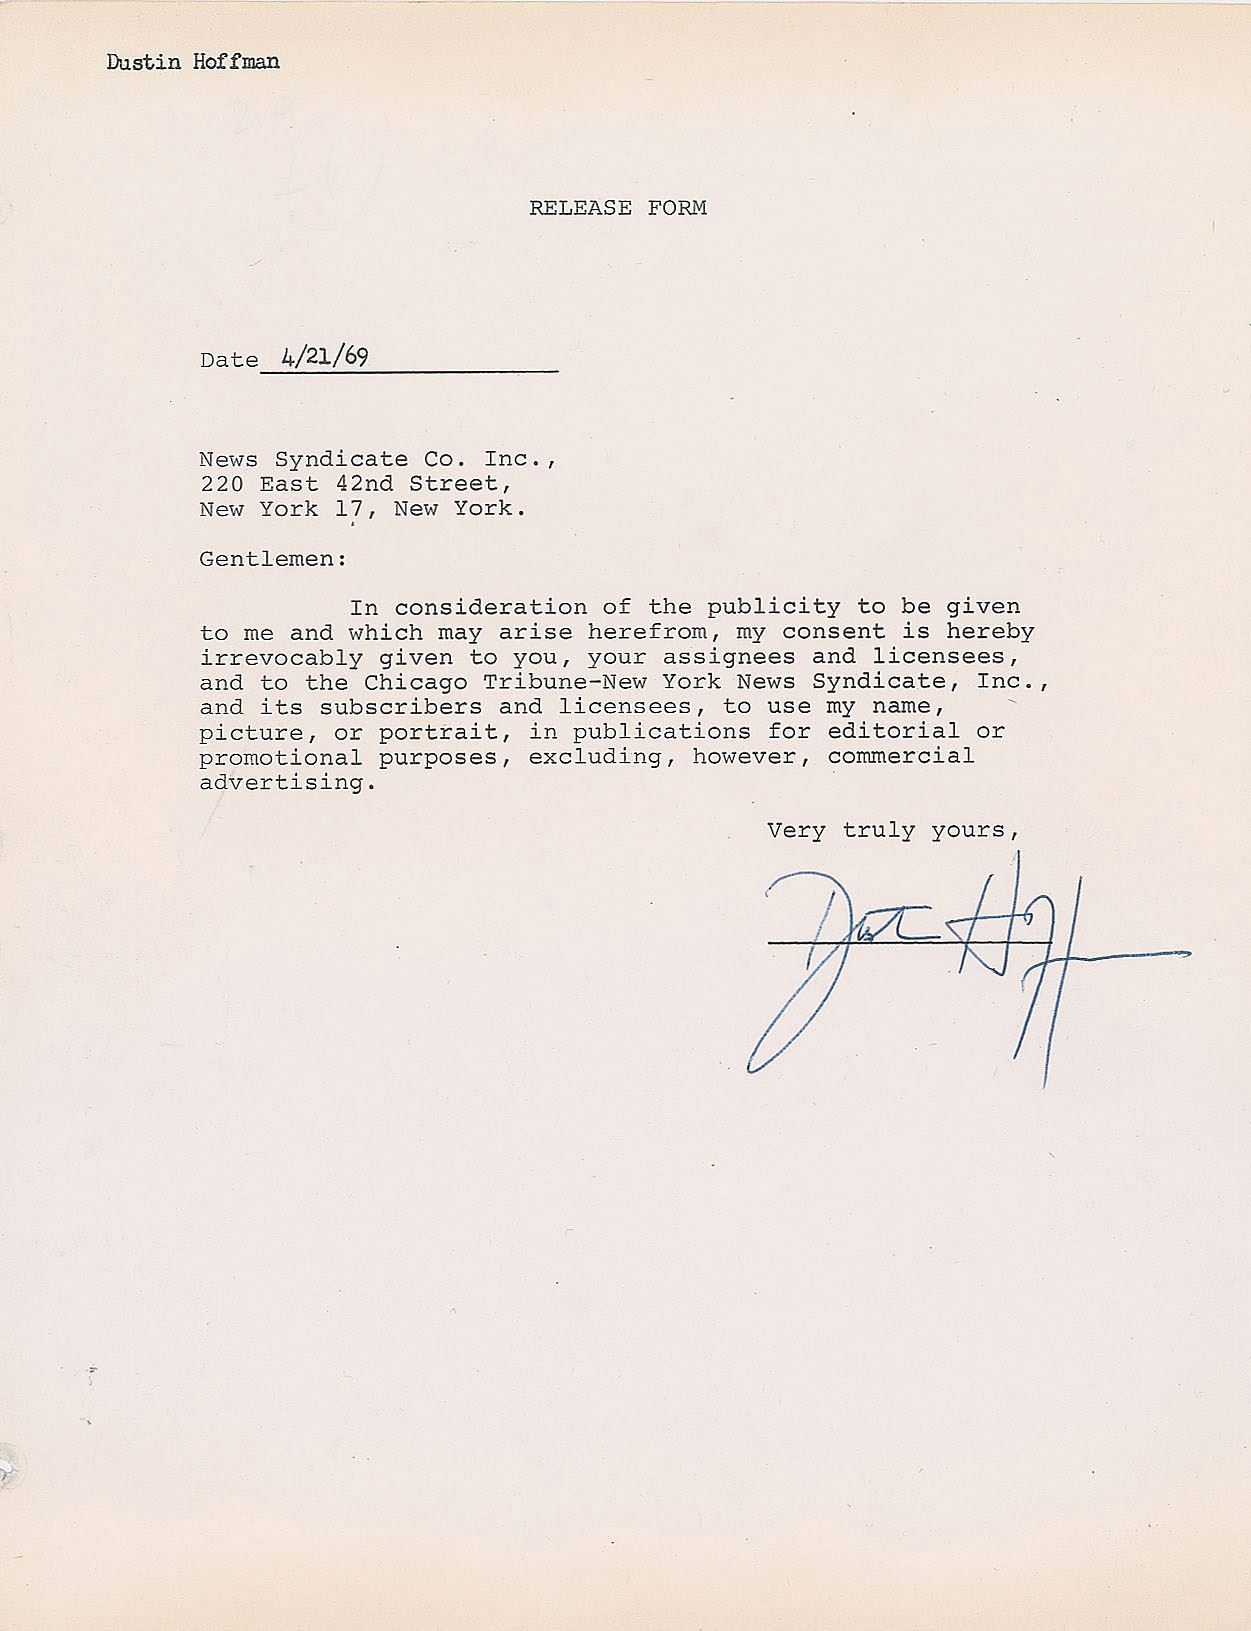 Dustin Hoffman
RELEASE FORM
Date 4/21/69
News Syndicate Co. Inc.,
220 East 42nd Street,
New York 17, New York.
Gentlemen:
In consideration of the publicity to be given
to me and which may arise herefrom, my consent is hereby
irrevocably given to you, your assignees and licensees,
and to the Chicago Tribune-New York News Syndicate, Inc.,
and its subscribers and licensees, to use my name,
picture, or portrait, in publications for editorial or
promotional purposes, excluding, however, commercial
advertising.
Very truly yours,
Dustin Hoffman